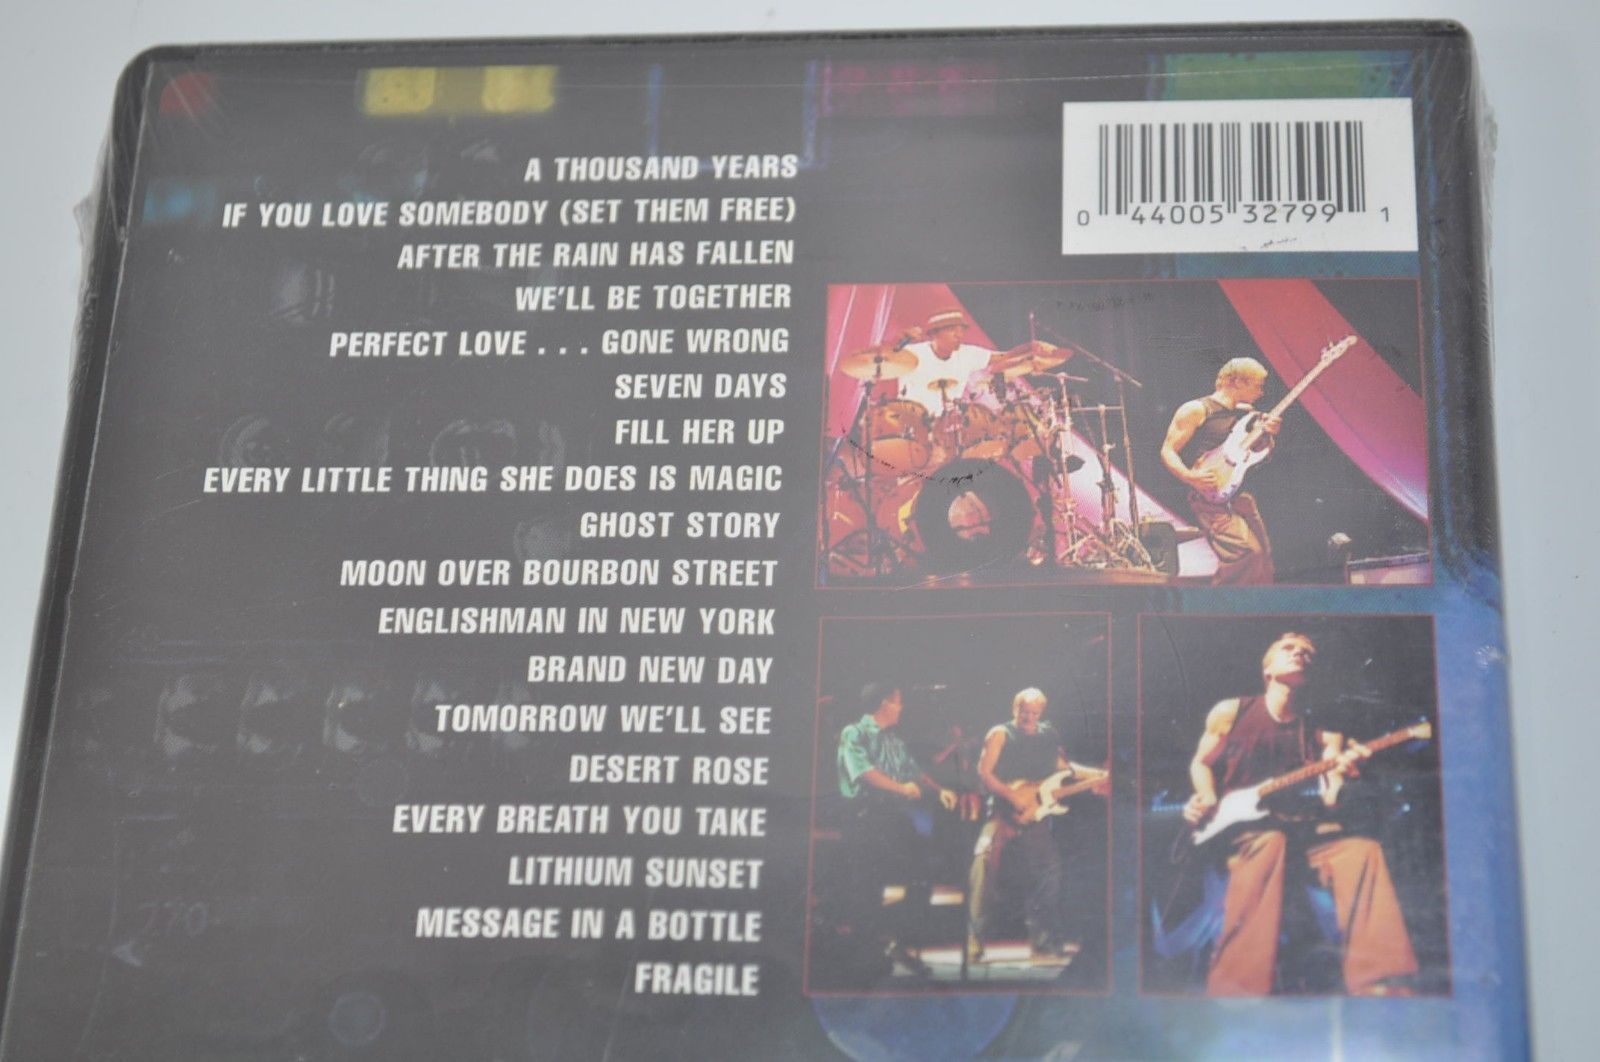 A THOUSAND YEARS
IF YOU LOVE SOMEBODY (SET THEM FREE)
AFTER THE RAIN HAS FALLEN
WE'LL BE TOGETHER
PERFECT LOVE . . . GONE WRONG
SEVEN DAYS
FILL HER UP
EVERY LITTLE THING SHE DOES IS MAGIC
GHOST STORY
MOON OVER BOURBON STREET
ENGLISHMAN IN NEW YORK
BRAND NEW DAY
TOMORROW WE'LL SEE
DESERT ROSE
EVERY BREATH YOU TAKE
LITHIUM SUNSET
MESSAGE IN A BOTTLE
FRAGILE
0 44005 32799 1
270